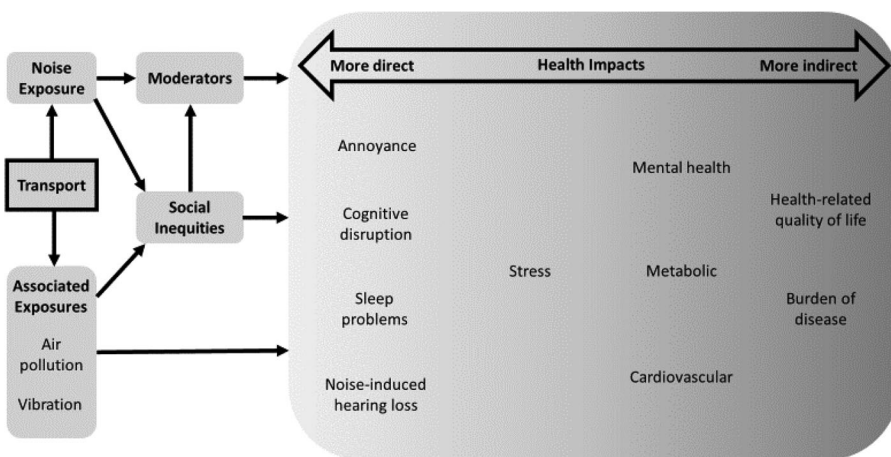 Noise
Exposure
Moderators
Transport
Social
Inequities
Associated
Exposures
Air
pollution
Vibration
More direct
Health Impacts
More indirect
Annoyance
Cognitive
disruption
Sleep
problems
Noise-induced
hearing loss
Stress
Mental health
Metabolic
Cardiovascular
Health-related
quality of life
Burden of
disease